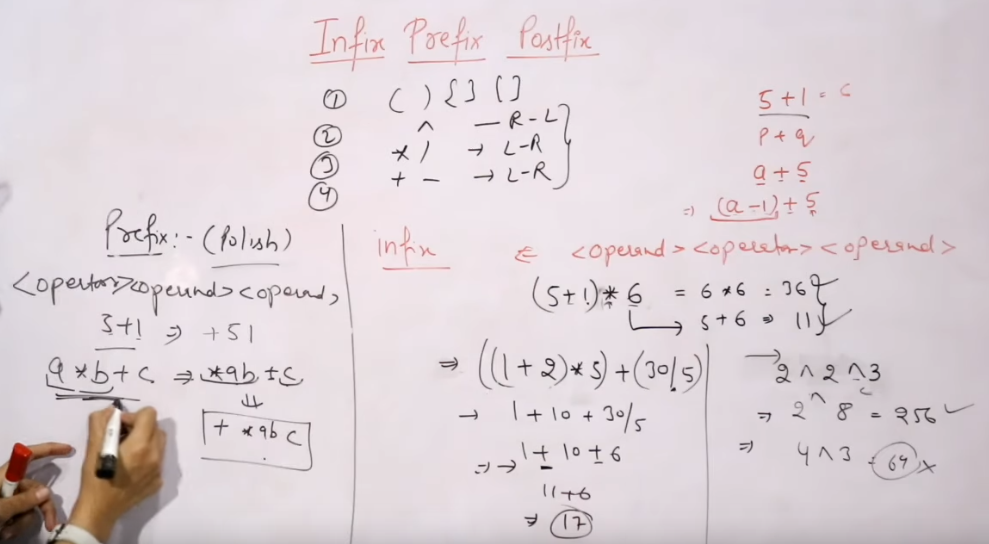 Infix Prefix Postfix
① ( ) { } [ ]
② ^ — R-L
③ * / → L-R
④ + - → L-R
5+1 = c
p+q
a+5
⇒ (a-1)+5
Prefix:- (Polish)
<opertor><operand><operand>
5+1 ⇒ +51
a*b+c ⇒ *ab+c
⇓
+*abc
infix ∈ <operand><operator><operand>
(5+1)*6 = 6*6 = 36
→ 5+6 ⇒ 11
⇒ ((1+2)*5)+(30/5)
→ 1+10+30/5
⇒→ 1+10+6
11+6
⇒ 17
→ 2^2^3
⇒ 2^8 = 256 ✓
⇒ 4^3 = 64 ×